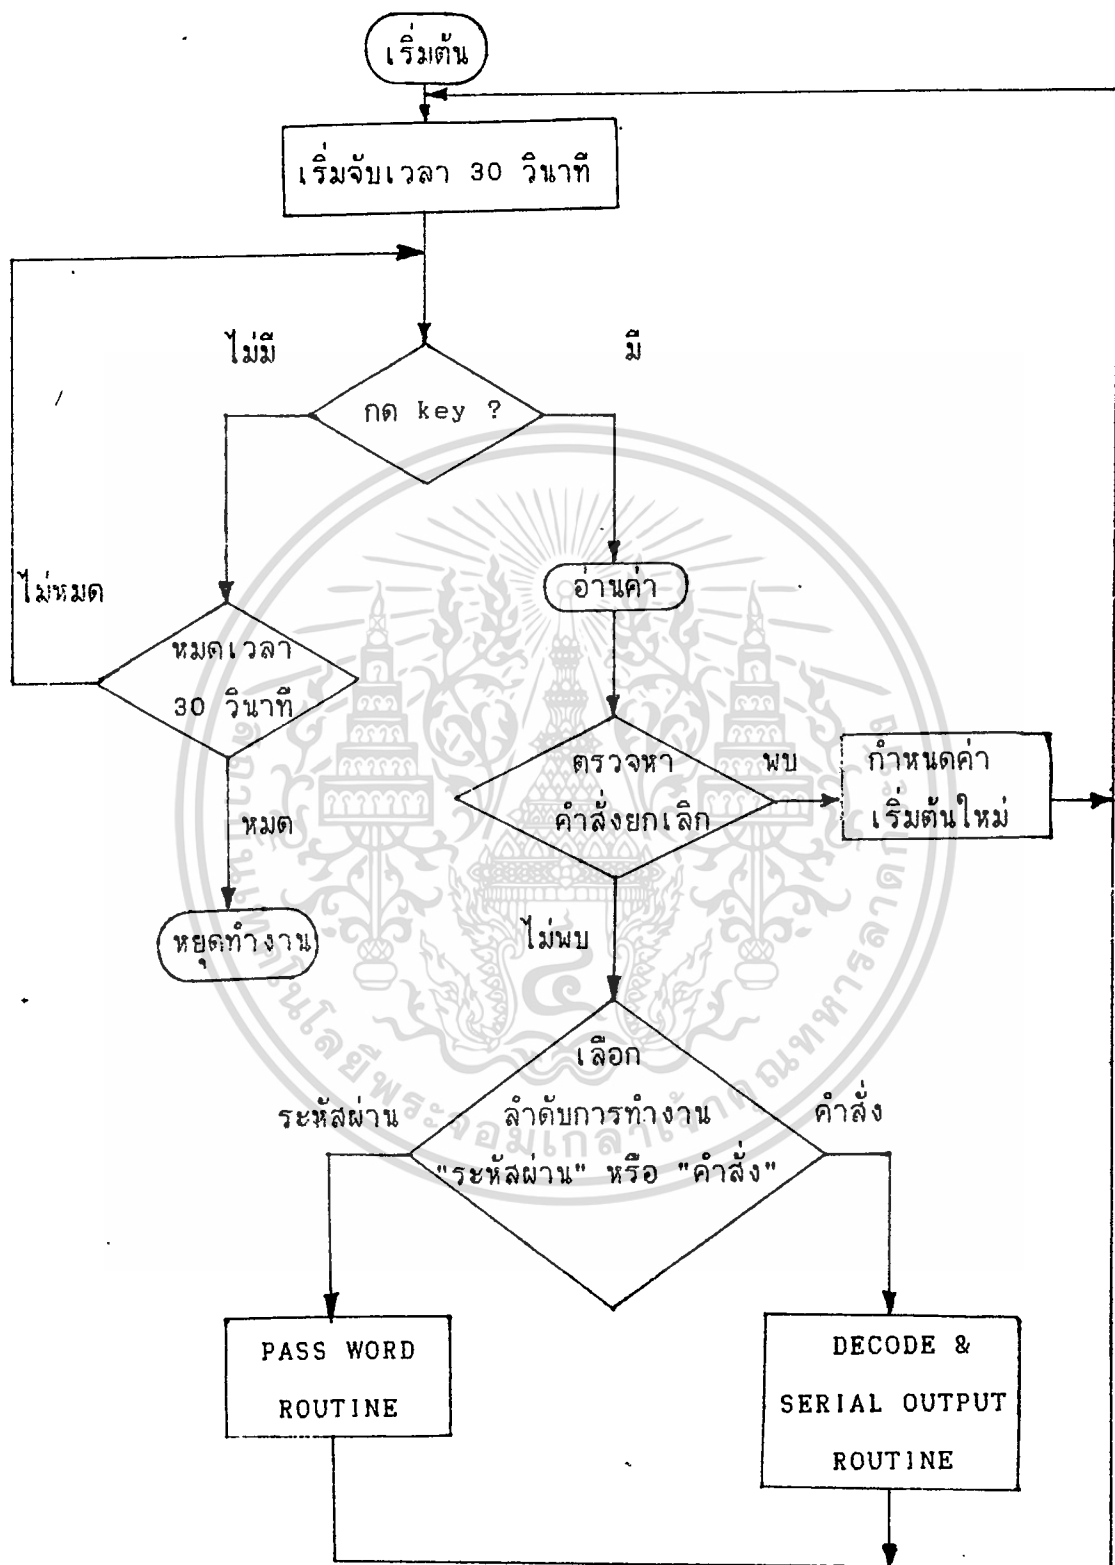 เริ่มต้น
เริ่มจับเวลา 30 วินาที
ไม่มี
มี
กด key ?
อ่านค่า
ไม่หมด
หมดเวลา
30 วินาที
หมด
หยุดทำงาน
ตรวจหา
คำสั่งยกเลิก
พบ
กำหนดค่า
เริ่มต้นใหม่
ไม่พบ
เลือก
ลำดับการทำงาน
"ระหัสผ่าน" หรือ "คำสั่ง"
ระหัสผ่าน
คำสั่ง
PASS WORD
ROUTINE
DECODE &
SERIAL OUTPUT
ROUTINE